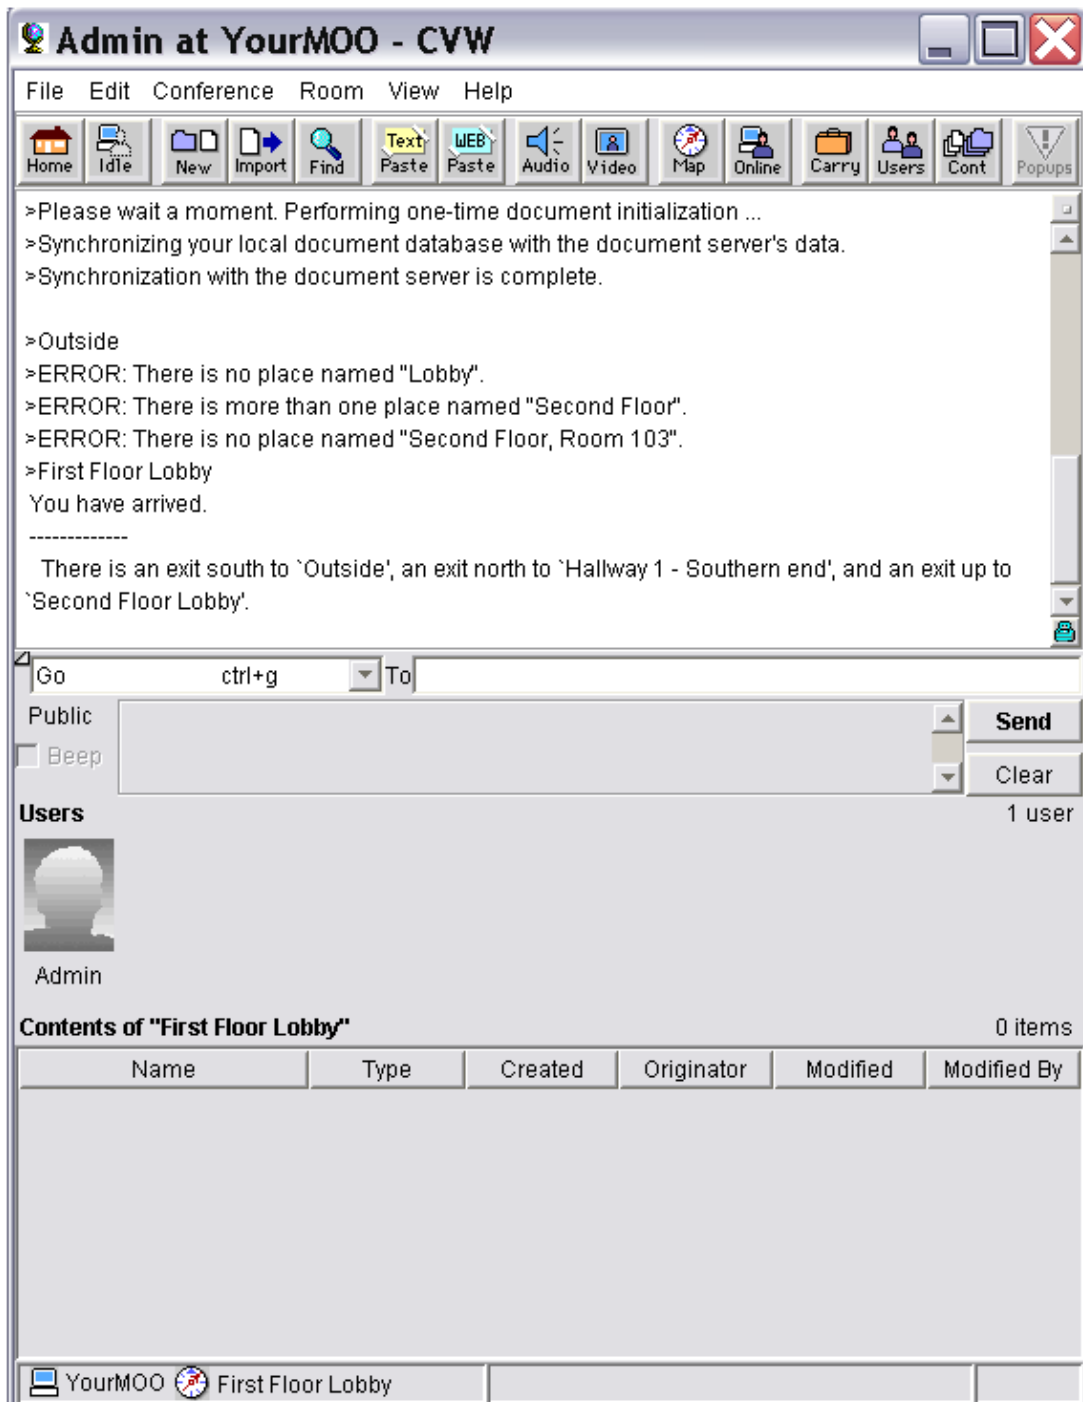 Admin at YourMOO - CVW
File Edit Conference Room View Help
Home Idle New Import Find Text Paste WEB Paste Audio Video Map Online Carry Users Cont Popups
>Please wait a moment. Performing one-time document initialization ...
>Synchronizing your local document database with the document server's data.
>Synchronization with the document server is complete.
>Outside
>ERROR: There is no place named "Lobby".
>ERROR: There is more than one place named "Second Floor".
>ERROR: There is no place named "Second Floor, Room 103".
>First Floor Lobby
You have arrived.
-------------
There is an exit south to `Outside', an exit north to `Hallway 1 - Southern end', and an exit up to
`Second Floor Lobby'.
Go ctrl+g To
Public Send
Beep Clear
Users 1 user
Admin
Contents of "First Floor Lobby" 0 items
Name Type Created Originator Modified Modified By
YourMOO First Floor Lobby